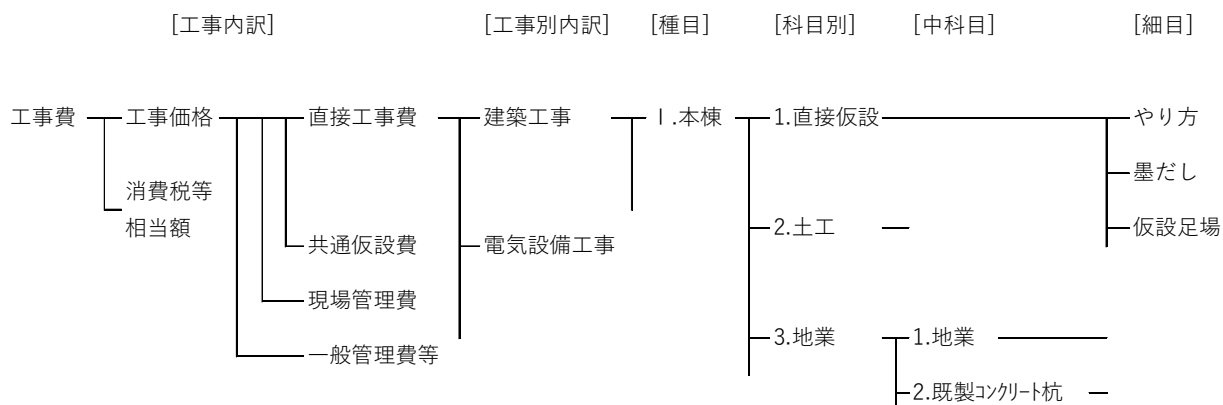 [工事内訳] [工事別内訳] [種目] [科目別] [中科目] [細目]
工事費 工事価格 直接工事費 建築工事 Ⅰ.本棟 1.直接仮設 やり方
墨だし
消費税等
相当額
2.土工 仮設足場
共通仮設費 電気設備工事
現場管理費
3.地業 1.地業
一般管理費等
2.既製ｺﾝｸﾘｰﾄ杭